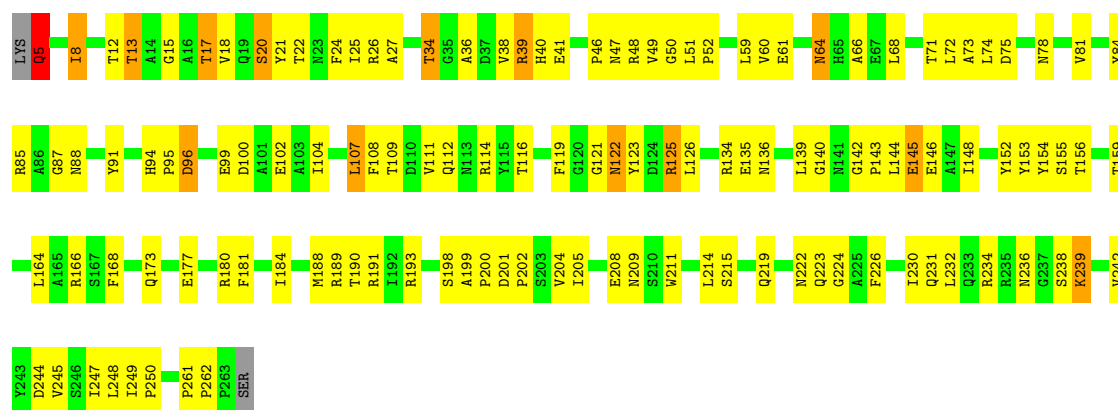 LYS Q5 I8 T12 T13 A14 G15 A16 T17 V18 Q19 S20 Y21 T22 N23 F24 I25 R26 A27 T34 G35 A36 D37 V38 R39 H40 E41 P46 N47 R48 V49 G50 L51 P52 L59 V60 E61 N64 H65 A66 E67 L68 T71 L72 A73 L74 D75 N78 V81
R85 A86 G87 N88 Y91 H94 P95 D96 E99 D100 A101 E102 A103 I104 L107 F108 T109 D110 V111 Q112 N113 R114 Y115 T116 F119 G120 G121 N122 Y123 D124 R125 L126 R134 E135 N136 L139 G140 N141 G142 P143 L144 E145 E146 A147 I148 Y152 Y153 Y154 S155 T156 T159
L164 A165 R166 S167 F168 Q173 E177 R180 F181 I184 M188 R189 T190 R191 I192 R193 S198 A199 P200 D201 P202 S203 V204 I205 E208 N209 S210 W211 L214 S215 Q219 N222 Q223 G224 A225 F226 I230 Q231 L232 Q233 R234 R235 N236 G237 S238 K239
Y243 D244 V245 S246 I247 L248 I249 P250 P261 P262 P263 SER